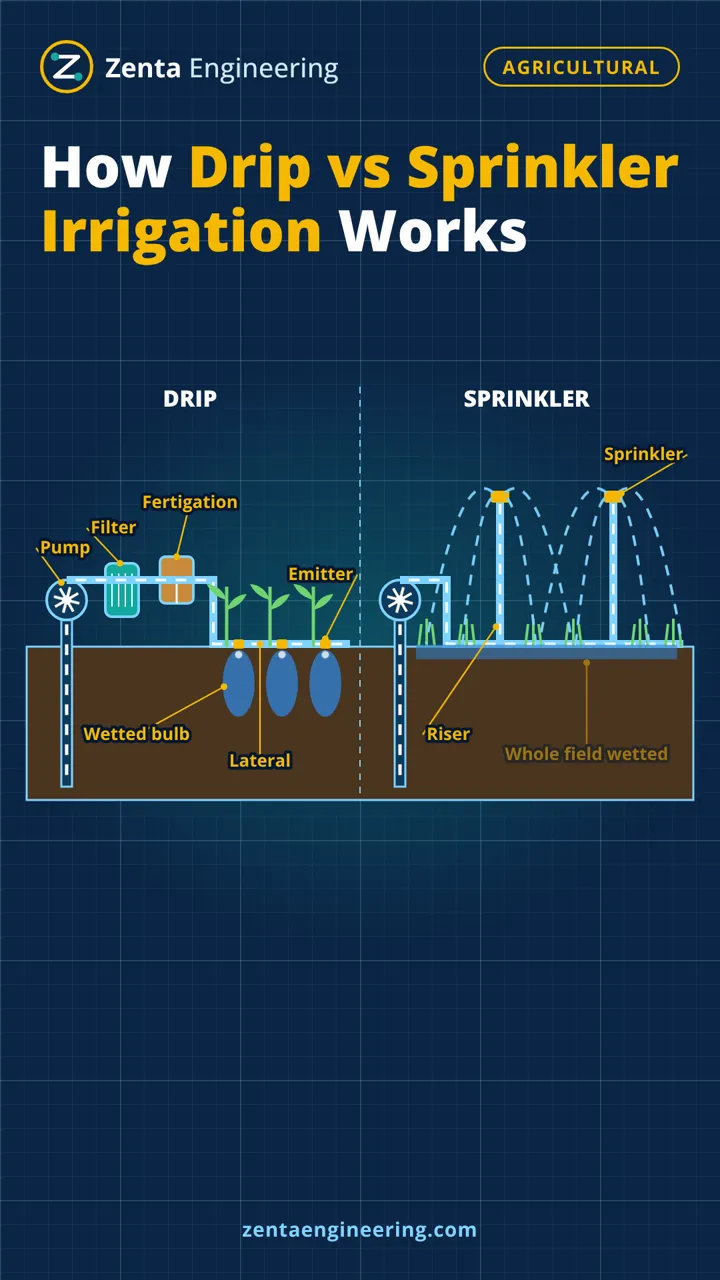 Zenta Engineering
AGRICULTURAL
How Drip vs Sprinkler
Irrigation Works
DRIP
SPRINKLER
Sprinkler
Fertigation
Filter
Pump
Emitter
Wetted bulb
Lateral
Riser
Whole field wetted
zentaengineering.com